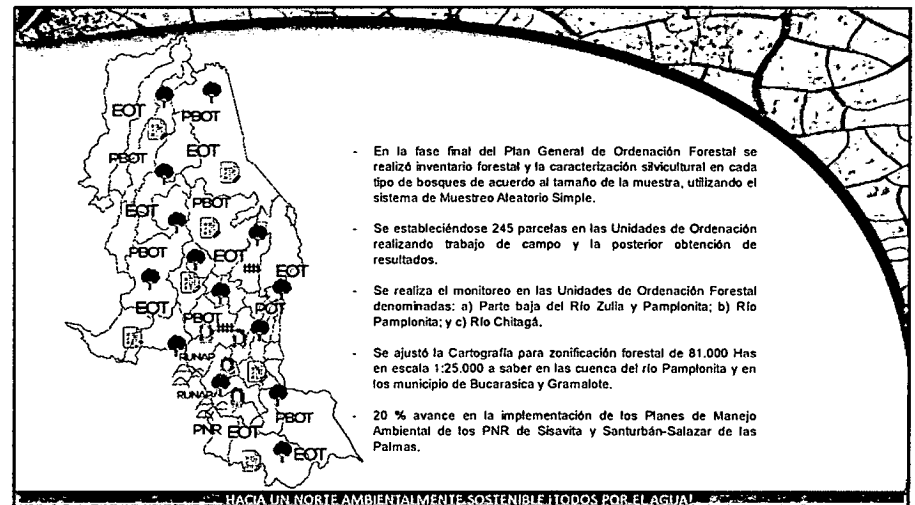 EOT
PBOT
PBOT
EOT
EOT
PBOT
PBOT
EOT
EOT
EOT
PBOT
POT
RUNAP
RUNAP
PBOT
PNR
EOT
EOT
- En la fase final del Plan General de Ordenación Forestal se
realizó inventario forestal y la caracterización silvicultural en cada
tipo de bosques de acuerdo al tamaño de la muestra, utilizando el
sistema de Muestreo Aleatorio Simple.
- Se estableciéndose 245 parcelas en las Unidades de Ordenación
realizando trabajo de campo y la posterior obtención de
resultados.
- Se realiza el monitoreo en las Unidades de Ordenación Forestal
denominadas: a) Parte baja del Río Zulia y Pamplonita; b) Río
Pamplonita; y c) Río Chitagá.
- Se ajustó la Cartografía para zonificación forestal de 81.000 Has
en escala 1:25.000 a saber en las cuenca del río Pamplonita y en
los municipio de Bucarasica y Gramalote.
- 20 % avance en la implementación de los Planes de Manejo
Ambiental de los PNR de Sisavita y Santurbán-Salazar de las
Palmas.
HACIA UN NORTE AMBIENTALMENTE SOSTENIBLE ¡TODOS POR EL AGUA!